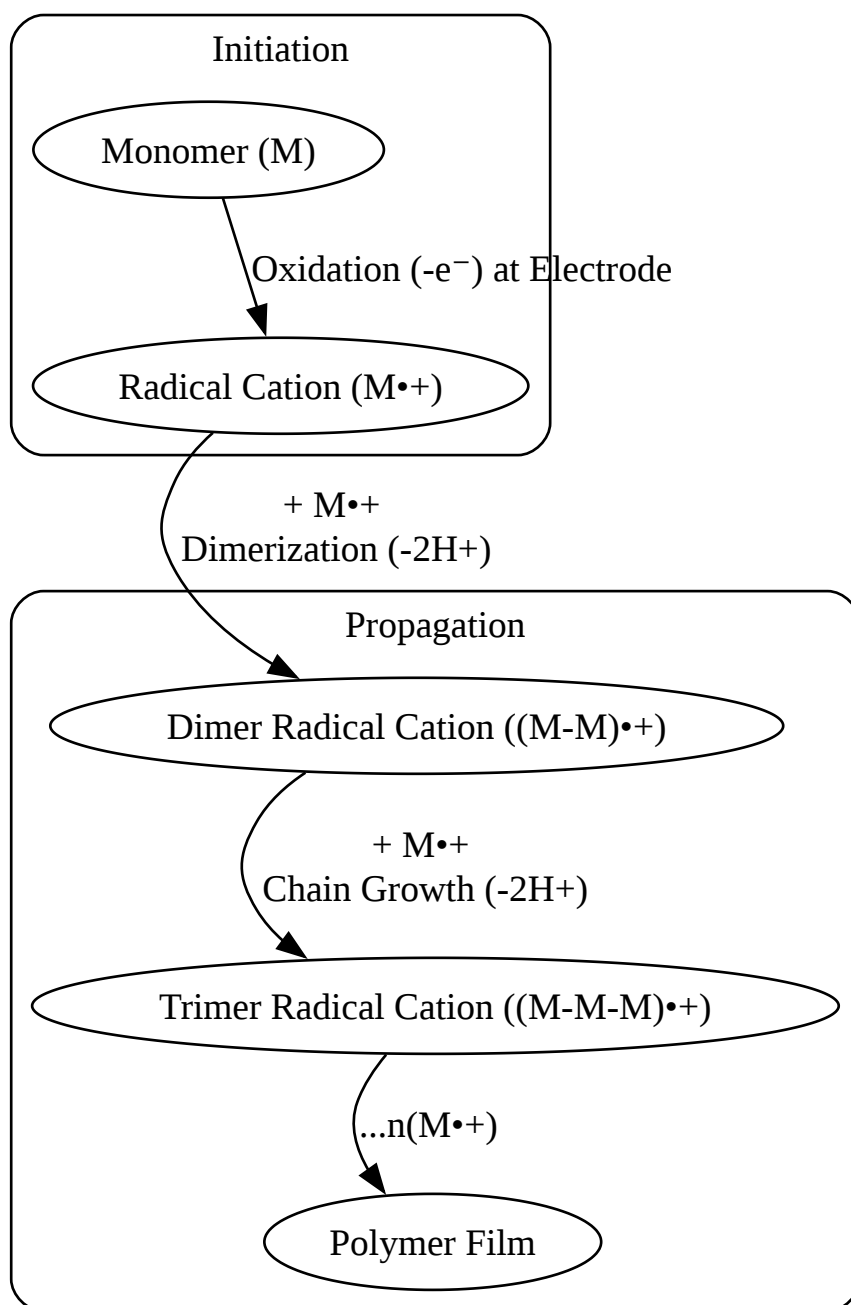 Initiation
Monomer (M)
Oxidation (-e⁻) at Electrode
Radical Cation (M•+)
+ M•+
Dimerization (-2H+)
Propagation
Dimer Radical Cation ((M-M)•+)
+ M•+
Chain Growth (-2H+)
Trimer Radical Cation ((M-M-M)•+)
...n(M•+)
Polymer Film